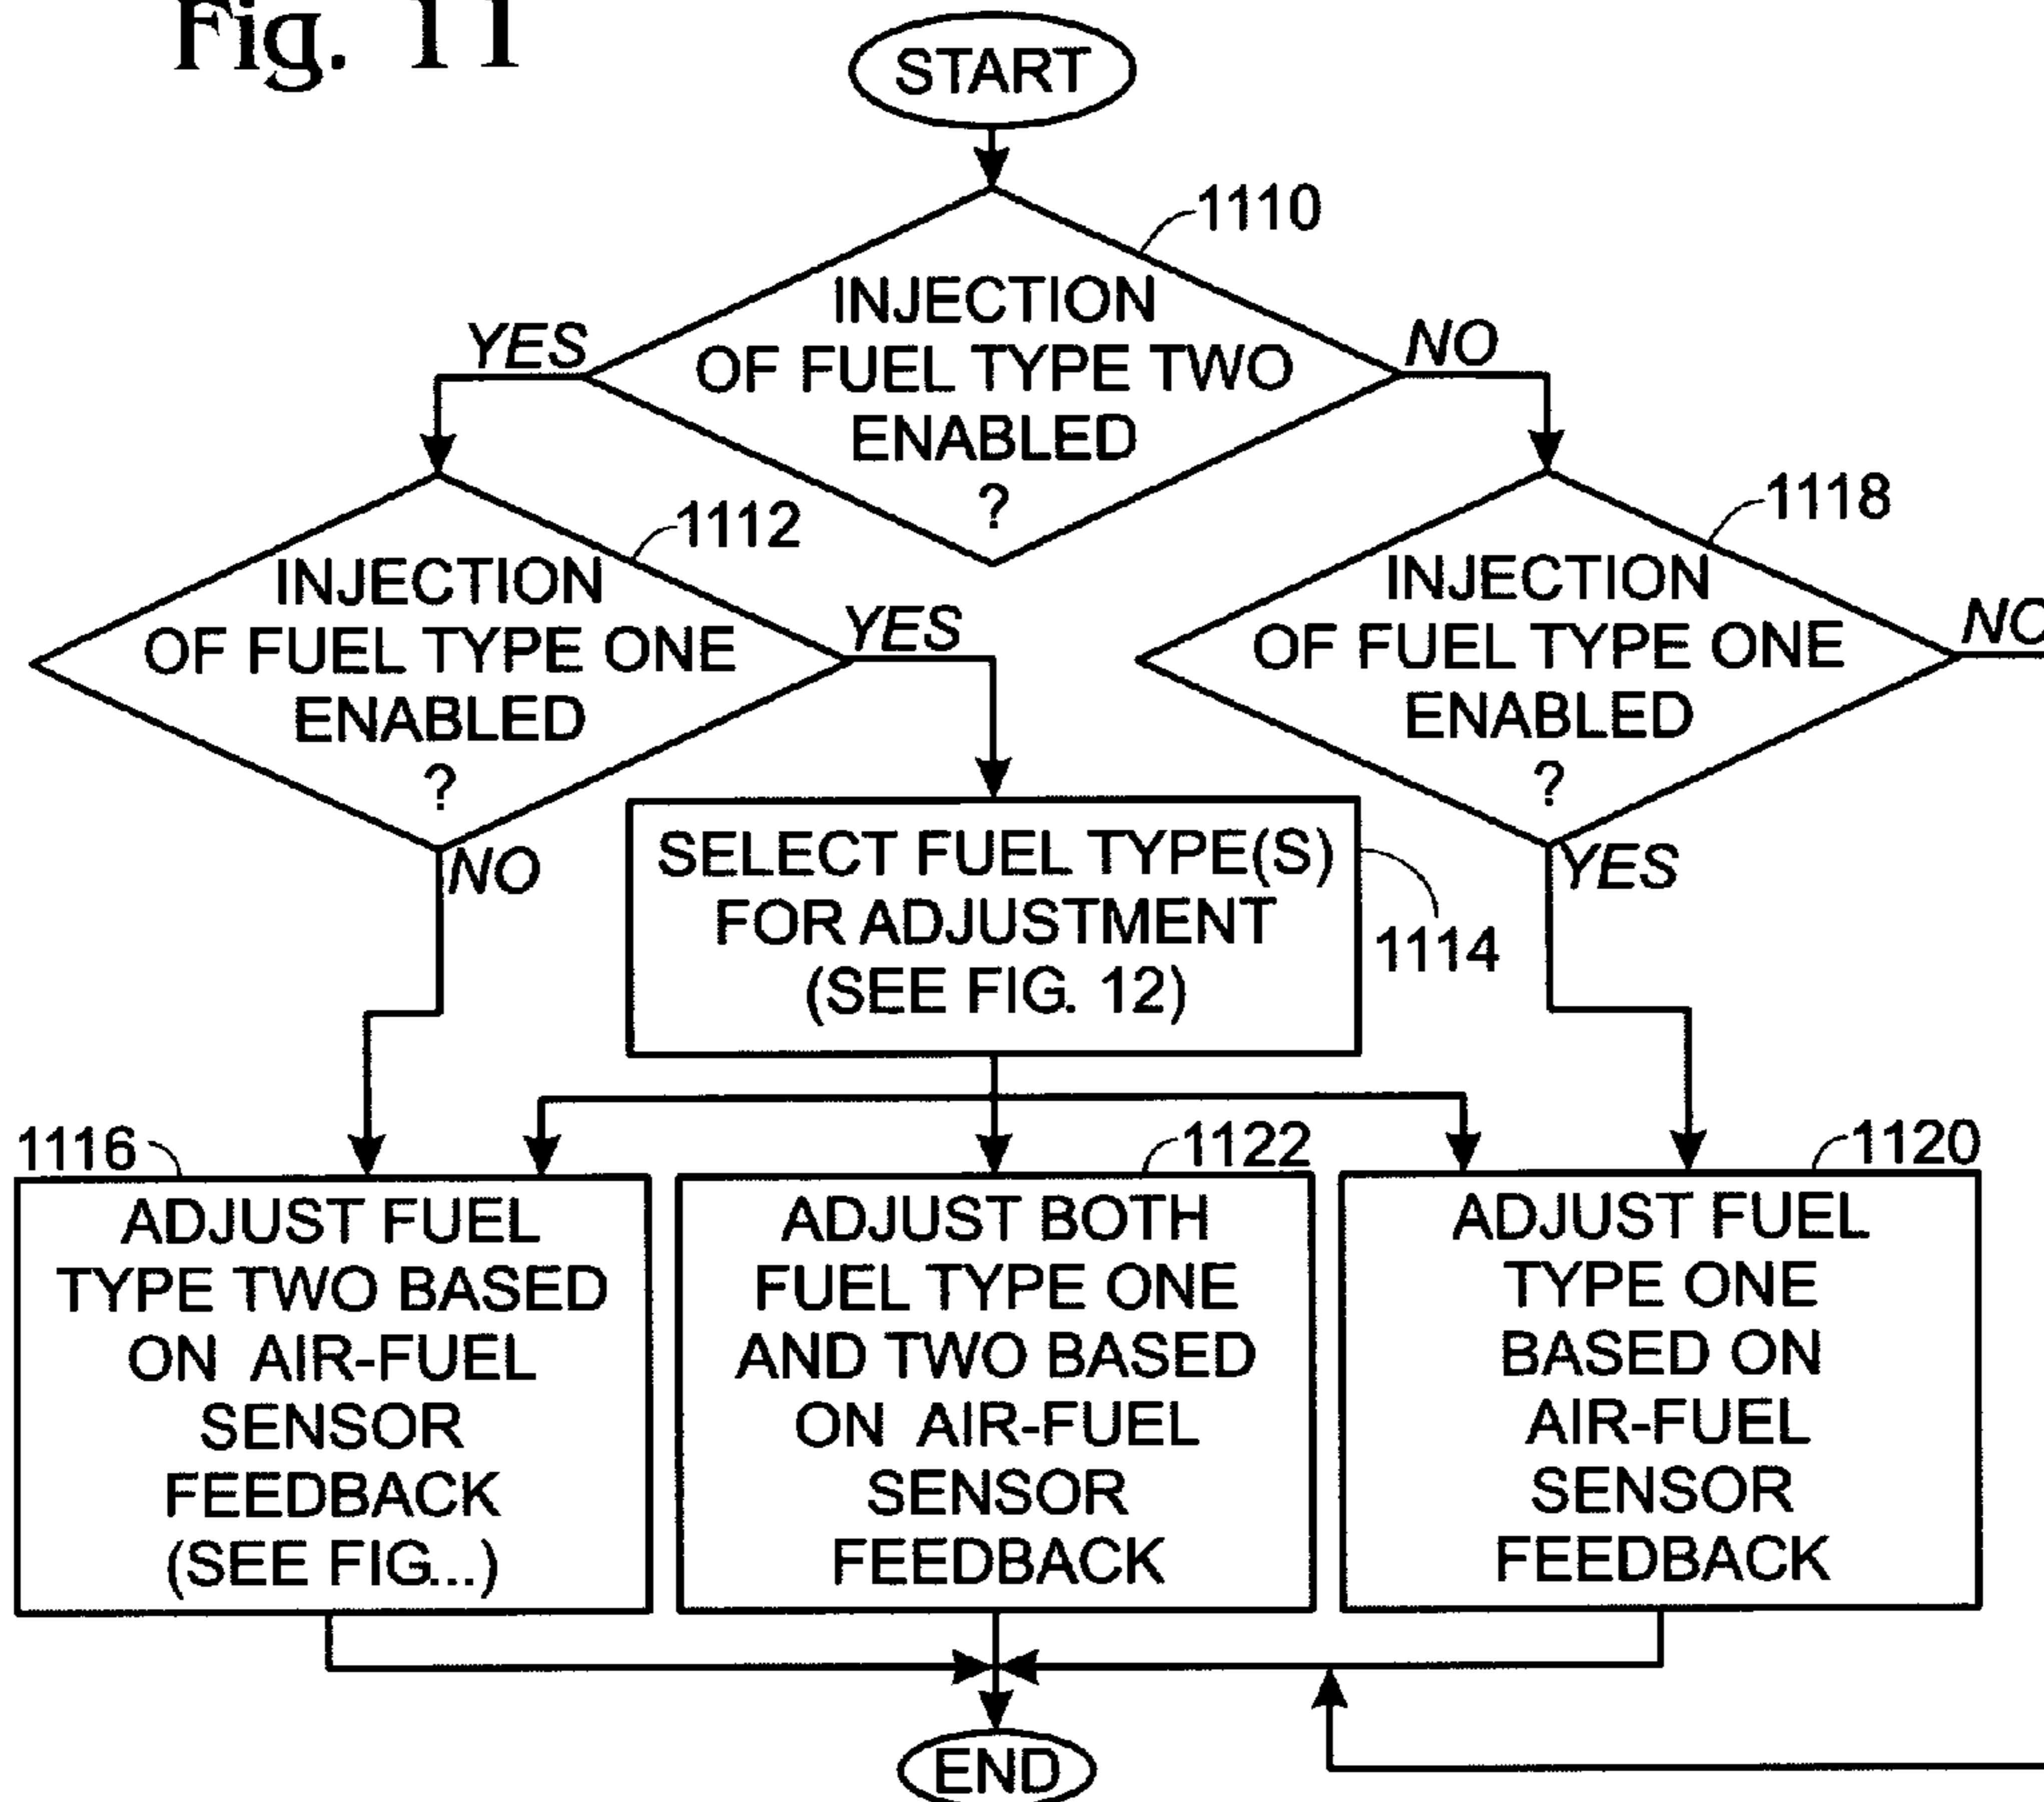 Fig. 11
START
1110
INJECTION
OF FUEL TYPE TWO
ENABLED
?
YES
NO
1112
INJECTION
OF FUEL TYPE ONE
ENABLED
?
YES
NO
1118
INJECTION
OF FUEL TYPE ONE
ENABLED
?
NO
YES
SELECT FUEL TYPE(S)
FOR ADJUSTMENT
(SEE FIG. 12)
1114
1116
ADJUST FUEL
TYPE TWO BASED
ON AIR-FUEL
SENSOR
FEEDBACK
(SEE FIG...)
1122
ADJUST BOTH
FUEL TYPE ONE
AND TWO BASED
ON AIR-FUEL
SENSOR
FEEDBACK
1120
ADJUST FUEL
TYPE ONE
BASED ON
AIR-FUEL
SENSOR
FEEDBACK
END